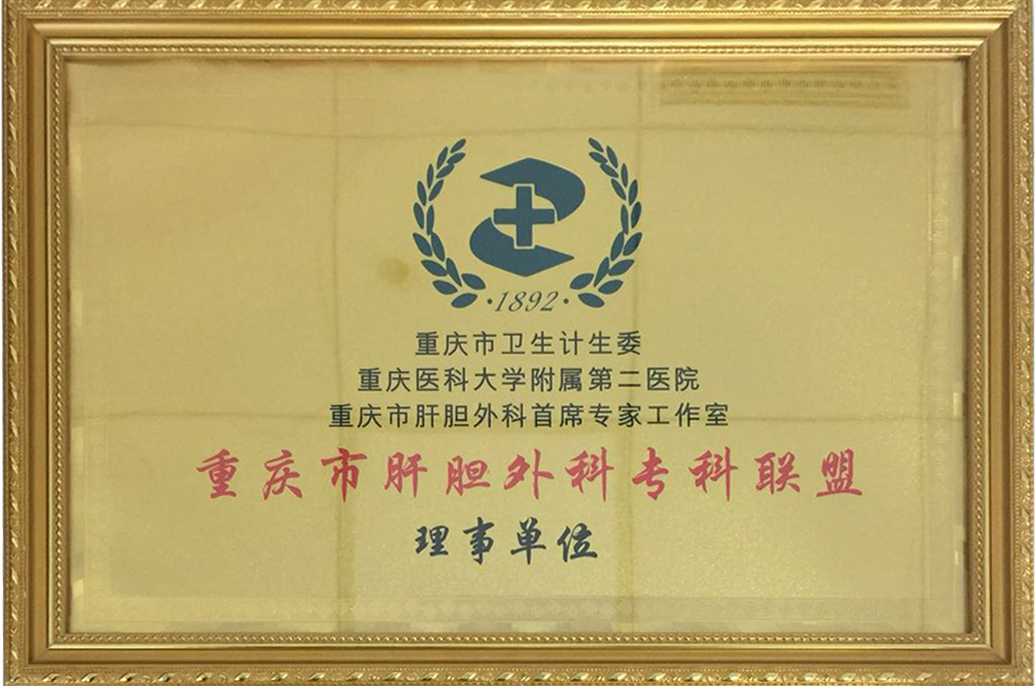 ·1892·
重庆市卫生计生委
重庆医科大学附属第二医院
重庆市肝胆外科首席专家工作室
重庆市肝胆外科专科联盟
理事单位